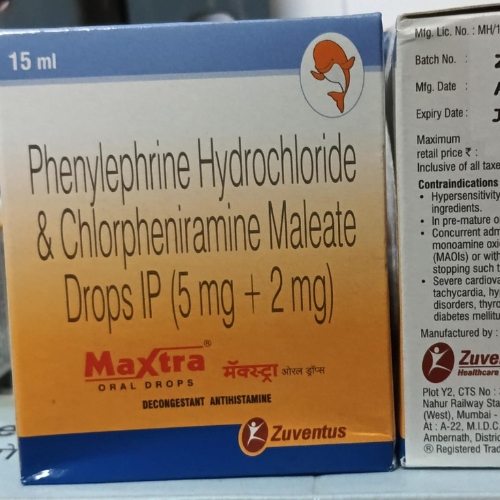 15 ml
Phenylephrine Hydrochloride
& Chlorpheniramine Maleate
Drops IP (5 mg + 2 mg)
Maxtra®
ORAL DROPS
मॅक्स्ट्रा ओरल ड्रॉप्स
DECONGESTANT ANTIHISTAMINE
Zuventus
Mfg. Lic. No. : MH/1
Batch No. :
Mfg. Date :
Expiry Date :
Maximum
retail price ₹ :
Inclusive of all taxe
Contraindications
• Hypersensitivity
ingredients.
• In pre-mature o
• Concurrent adm
monoamine oxi
(MAOIs) or with
stopping such t
• Severe cardiova
tachycardia, hy
disorders, thyro
diabetes mellitu
Manufactured by :
Zuve
Healthcare
Plot Y2, CTS No :
Nahur Railway Sta
(West), Mumbai -
At : A-22, M.I.D.C.
Ambernath, Distric
® Registered Trad